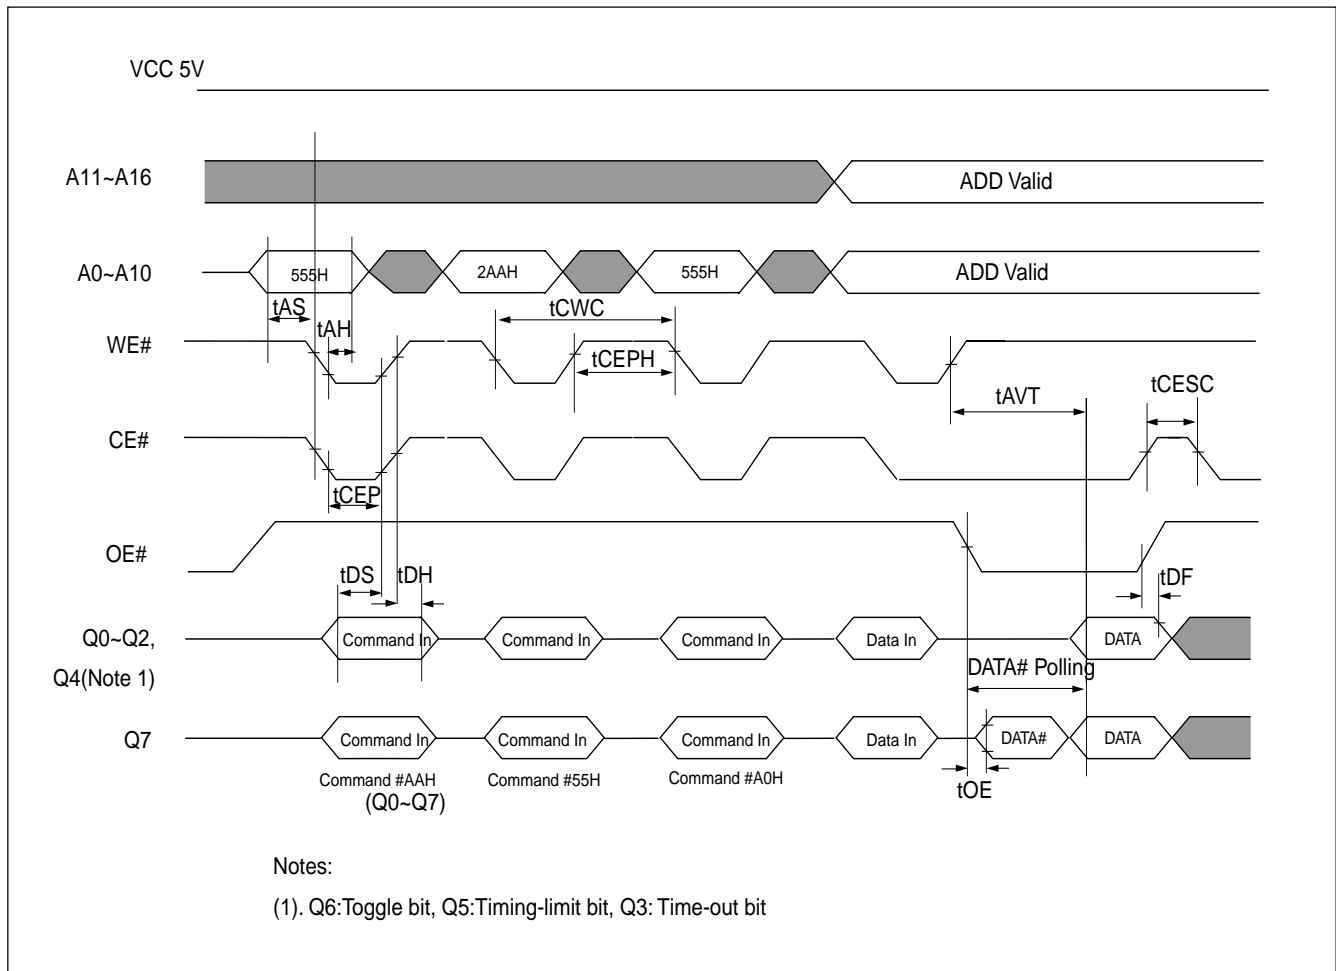 VCC 5V
A11~A16
ADD Valid
A0~A10
555H
2AAH
555H
ADD Valid
tAS
tAH
tCWC
WE#
tCEPH
tAVT
tCESC
CE#
tCEP
OE#
tDS
tDH
tDF
Q0~Q2,
Command In
Command In
Command In
Data In
DATA
Q4(Note 1)
DATA# Polling
Q7
Command In
Command In
Command In
Data In
DATA#
DATA
Command #AAH
Command #55H
Command #A0H
(Q0~Q7)
tOE
Notes:
(1). Q6:Toggle bit, Q5:Timing-limit bit, Q3: Time-out bit